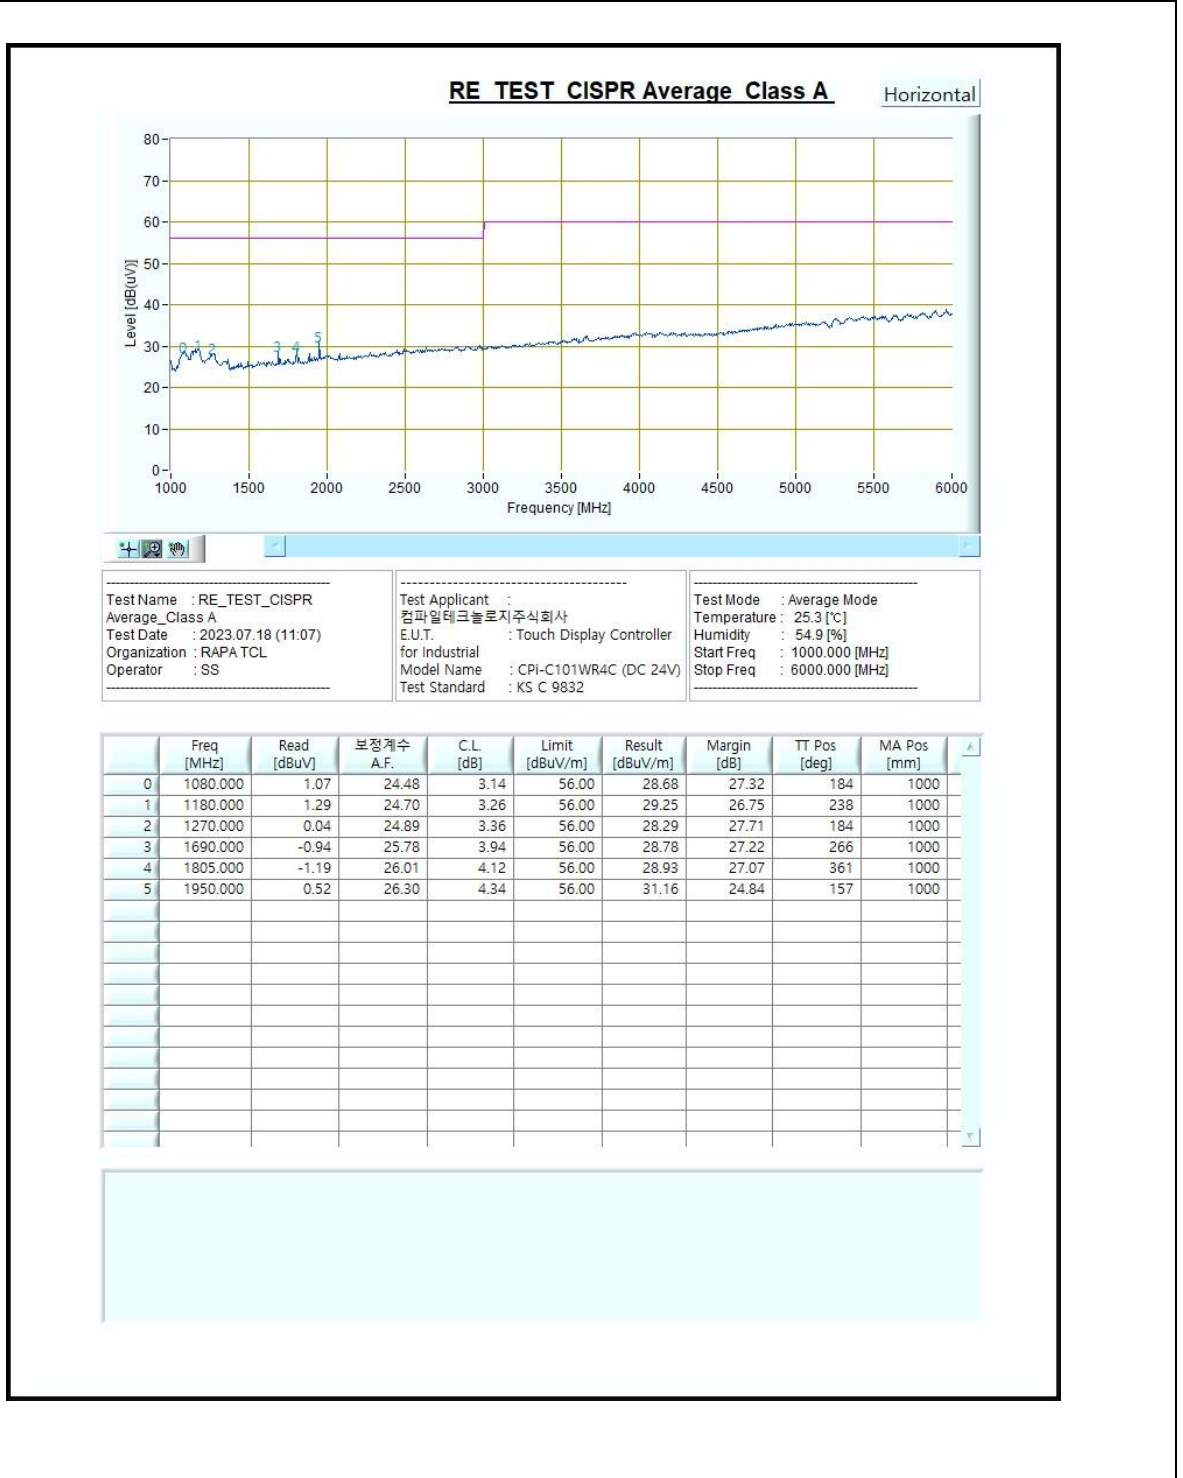 RE_TEST_CISPR Average_Class A
Horizontal
80
70
60
50
40
30
20
10
0
Level [dB(uV)]
0 1 2 3 4 5
1000 1500 2000 2500 3000 3500 4000 4500 5000 5500 6000
Frequency [MHz]
Test Name : RE_TEST_CISPR
Average_Class A
Test Date : 2023.07.18 (11:07)
Organization : RAPA TCL
Operator : SS
Test Applicant :
컴파일테크놀로지주식회사
E.U.T. : Touch Display Controller
for Industrial
Model Name : CPi-C101WR4C (DC 24V)
Test Standard : KS C 9832
Test Mode : Average Mode
Temperature : 25.3 [℃]
Humidity : 54.9 [%]
Start Freq : 1000.000 [MHz]
Stop Freq : 6000.000 [MHz]
Freq Read 보정계수 C.L. Limit Result Margin TT Pos MA Pos
[MHz] [dBuV] A.F. [dB] [dBuV/m] [dBuV/m] [dB] [deg] [mm]
0 1080.000 1.07 24.48 3.14 56.00 28.68 27.32 184 1000
1 1180.000 1.29 24.70 3.26 56.00 29.25 26.75 238 1000
2 1270.000 0.04 24.89 3.36 56.00 28.29 27.71 184 1000
3 1690.000 -0.94 25.78 3.94 56.00 28.78 27.22 266 1000
4 1805.000 -1.19 26.01 4.12 56.00 28.93 27.07 361 1000
5 1950.000 0.52 26.30 4.34 56.00 31.16 24.84 157 1000